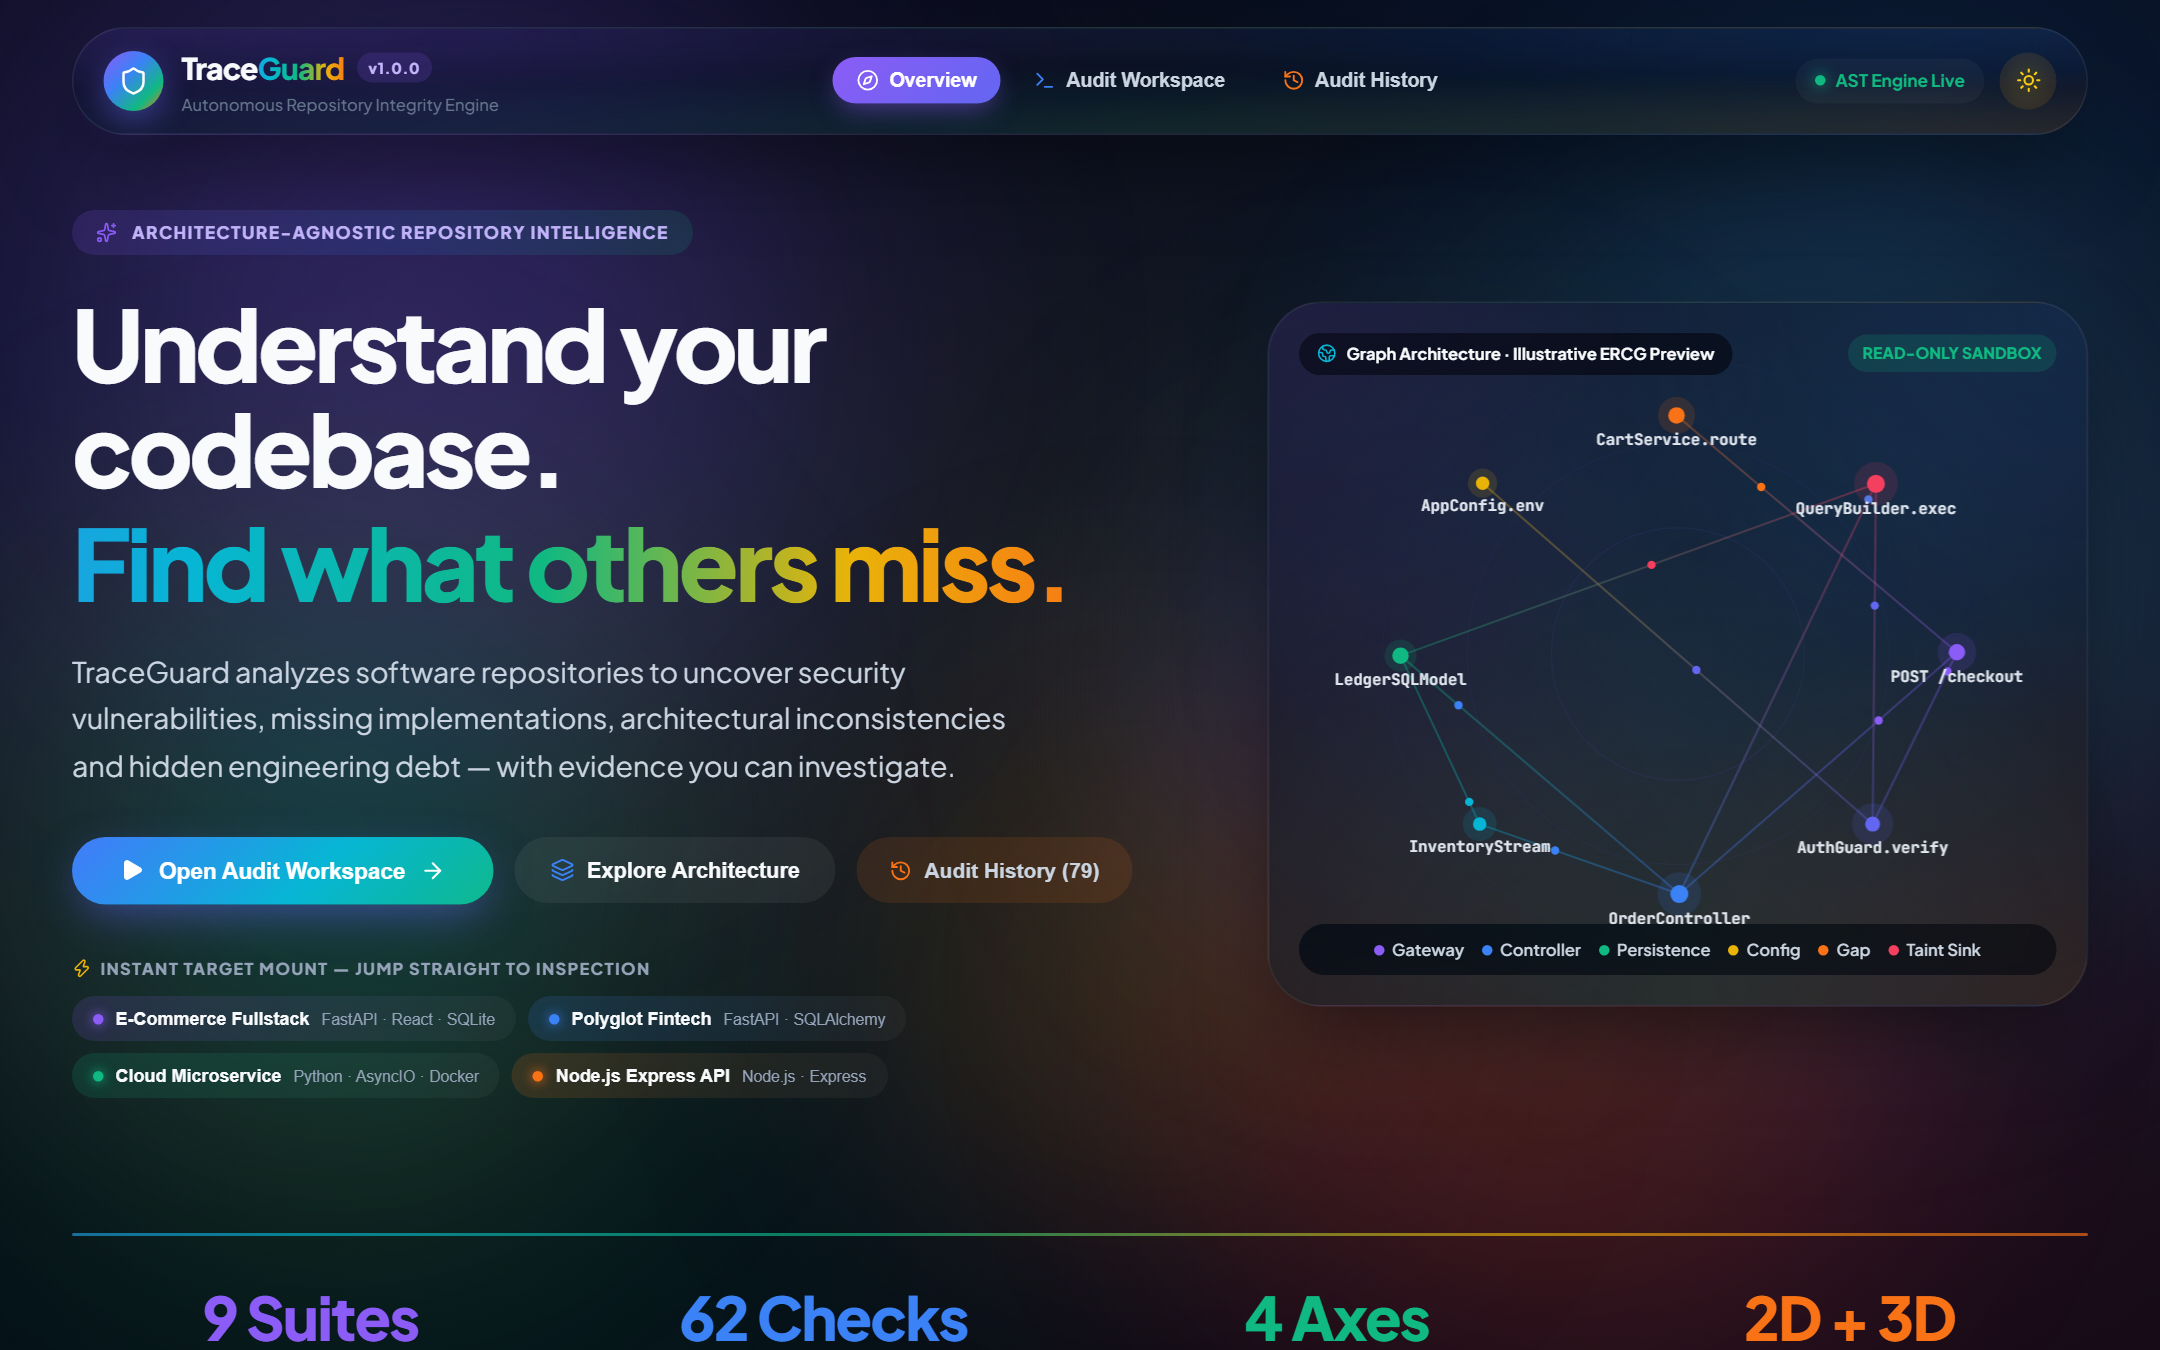 TraceGuard v1.0.0
Autonomous Repository Integrity Engine
Overview
Audit Workspace
Audit History
AST Engine Live
ARCHITECTURE-AGNOSTIC REPOSITORY INTELLIGENCE
Understand your
codebase.
Find what others miss.
TraceGuard analyzes software repositories to uncover security
vulnerabilities, missing implementations, architectural inconsistencies
and hidden engineering debt — with evidence you can investigate.
Open Audit Workspace
Explore Architecture
Audit History (79)
INSTANT TARGET MOUNT — JUMP STRAIGHT TO INSPECTION
E-Commerce Fullstack FastAPI · React · SQLite
Polyglot Fintech FastAPI · SQLAlchemy
Cloud Microservice Python · AsyncIO · Docker
Node.js Express API Node.js · Express
Graph Architecture · Illustrative ERCG Preview
READ-ONLY SANDBOX
CartService.route
AppConfig.env
QueryBuilder.exec
LedgerSQLModel
POST /checkout
InventoryStream
AuthGuard.verify
OrderController
Gateway
Controller
Persistence
Config
Gap
Taint Sink
9 Suites
62 Checks
4 Axes
2D + 3D